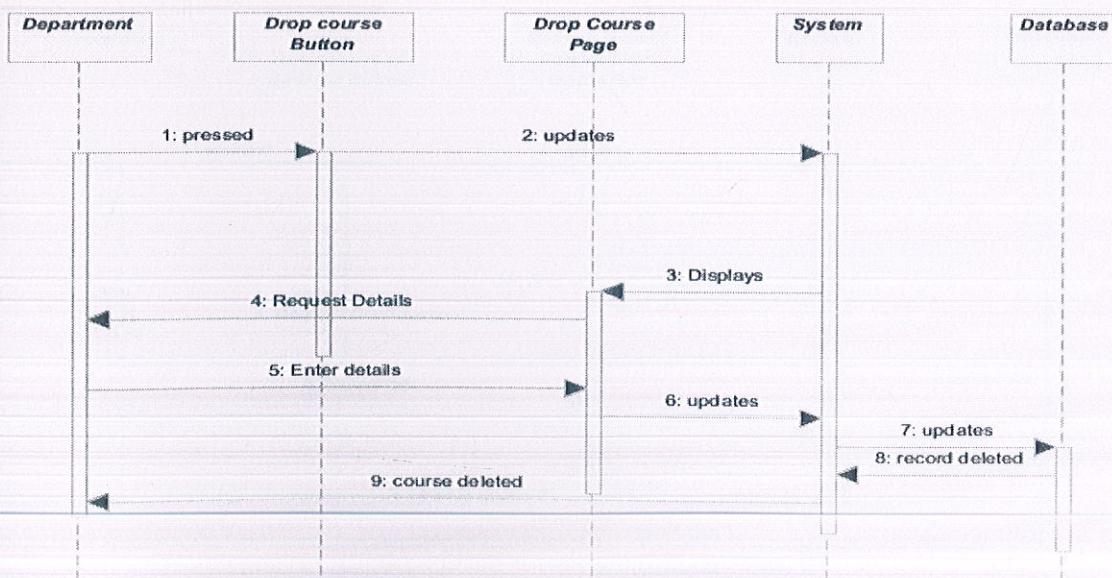 Department
Drop course
Button
Drop Course
Page
System
Database
1: pressed
2: updates
3: Displays
4: Request Details
5: Enter details
6: updates
7: updates
8: record deleted
9: course deleted